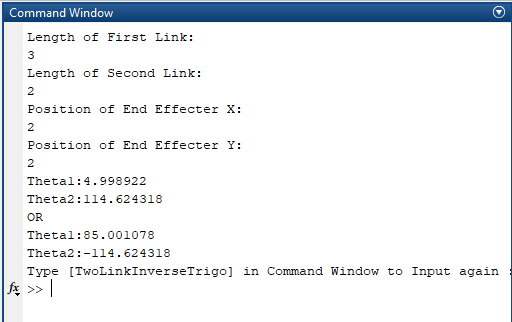 Command Window
Length of First Link:
3
Length of Second Link:
2
Position of End Effecter X:
2
Position of End Effecter Y:
2
Theta1:4.998922
Theta2:114.624318
OR
Theta1:85.001078
Theta2:-114.624318
Type [TwoLinkInverseTrigo] in Command Window to Input again :
fx >>